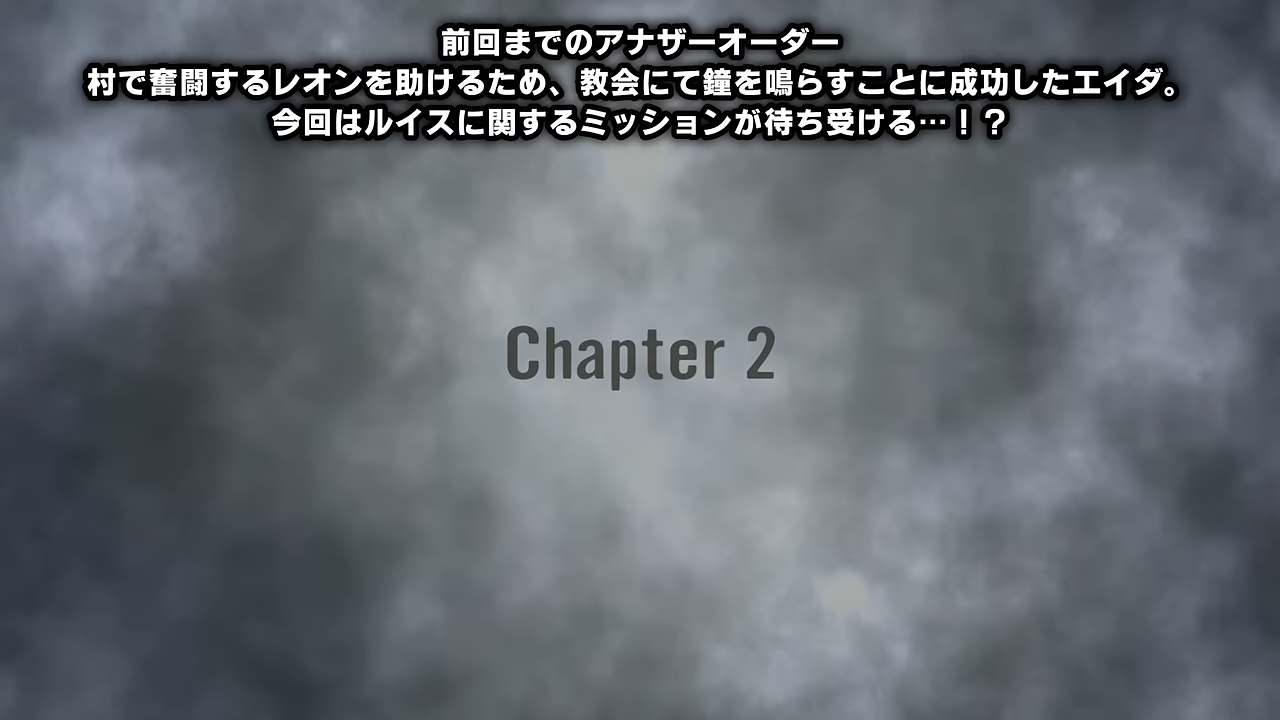 前回までのアナザーオーダー
村で奮闘するレオンを助けるため、教会にて鐘を鳴らすことに成功したエイダ。
今回はルイスに関するミッションが待ち受ける…！？
Chapter 2